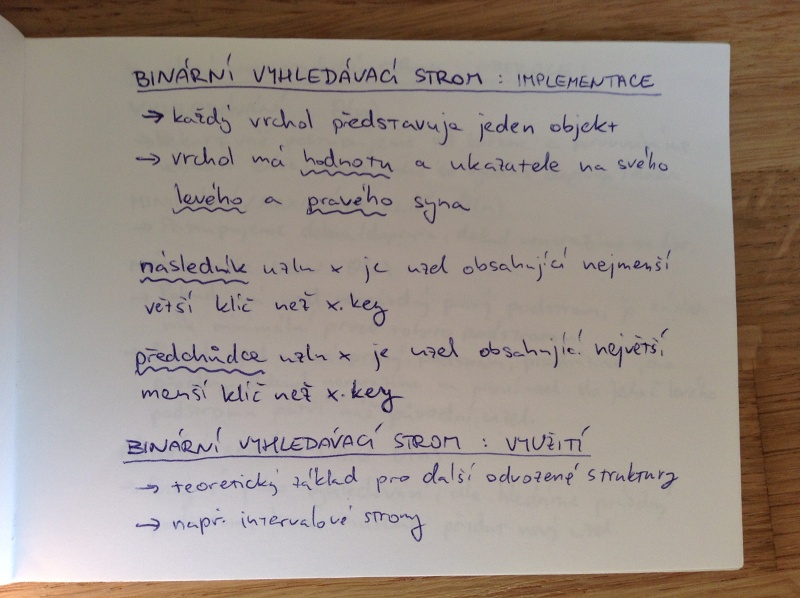 BINÁRNÍ VYHLEDÁVACÍ STROM : IMPLEMENTACE
→ každý vrchol představuje jeden objekt
→ vrchol má hodnotu a ukazatele na svého
levého a pravého syna
následník uzlu x je uzel obsahující nejmenší
větší klíč než x.key
předchůdce uzlu x je uzel obsahující největší
menší klíč než x.key
BINÁRNÍ VYHLEDÁVACÍ STROM : VYUŽITÍ
→ teoretický základ pro další odvozené struktury
→ např. intervalové stromy